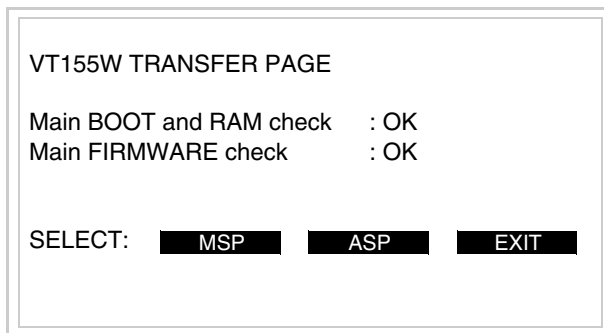 VT155W TRANSFER PAGE
Main BOOT and RAM check : OK
Main FIRMWARE check : OK
SELECT: MSP ASP EXIT